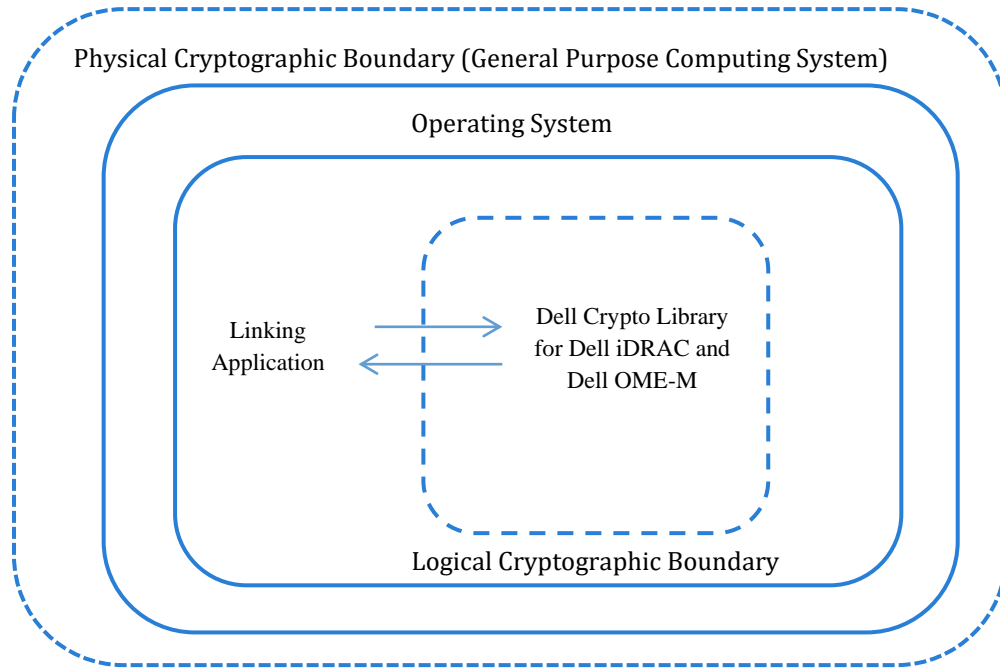 Physical Cryptographic Boundary (General Purpose Computing System)
Operating System
Linking
Application
Dell Crypto Library
for Dell iDRAC and
Dell OME-M
Logical Cryptographic Boundary